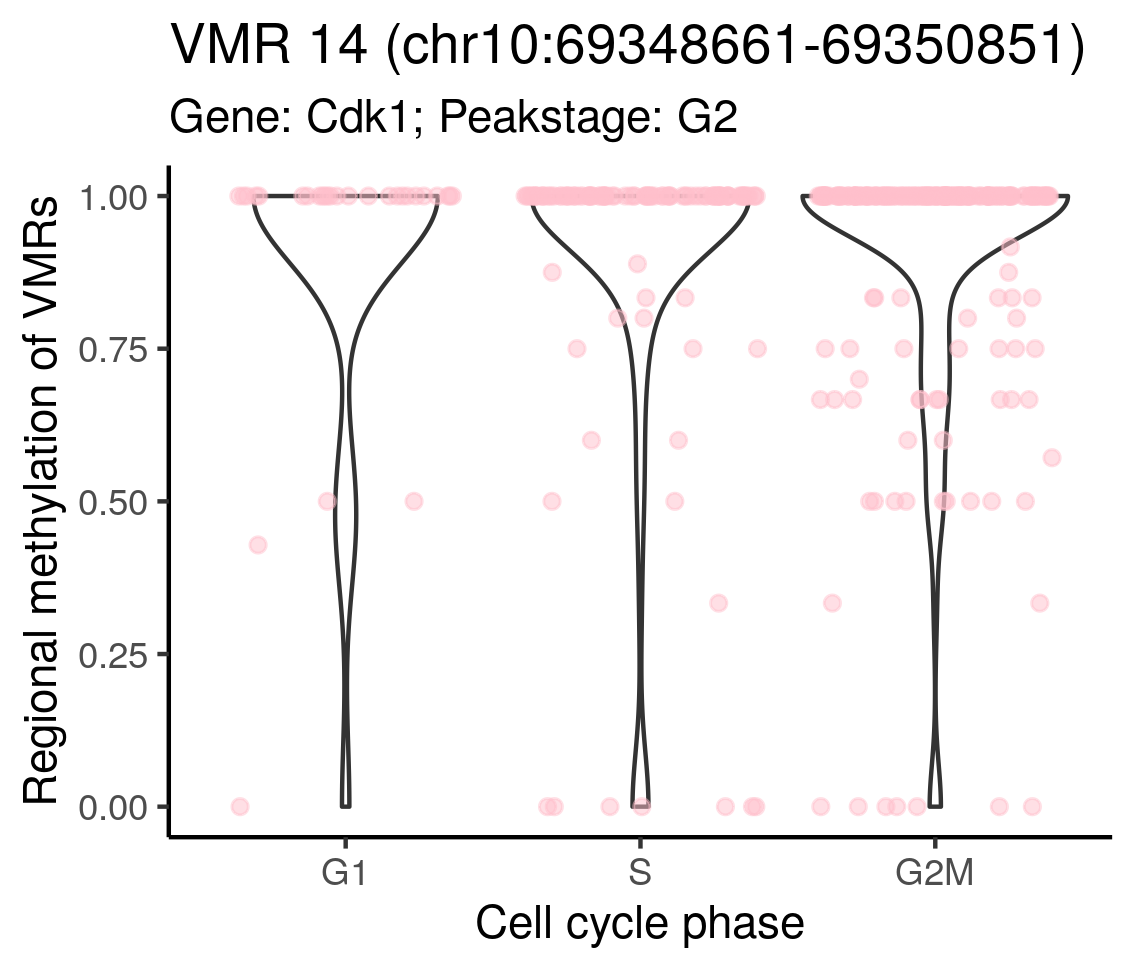 VMR 14 (chr10:69348661-69350851)
Gene: Cdk1; Peakstage: G2
Regional methylation of VMRs
1.00
0.75
0.50
0.25
0.00
G1
S
G2M
Cell cycle phase